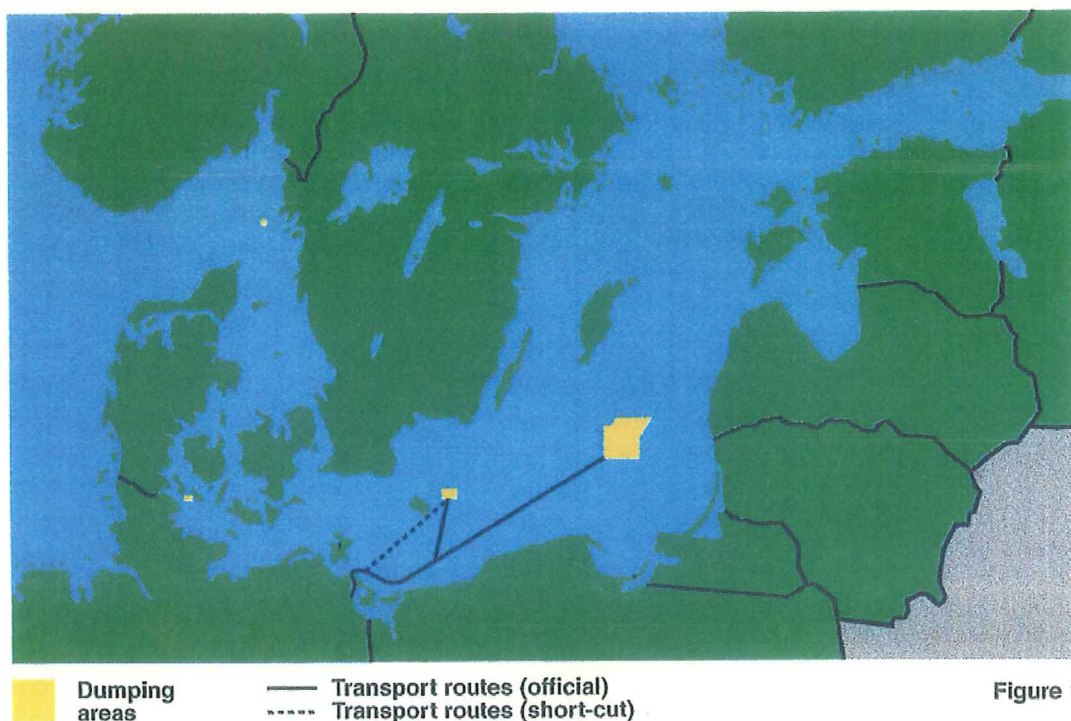 Dumping
areas
Transport routes (official)
Transport routes (short-cut)
Figure